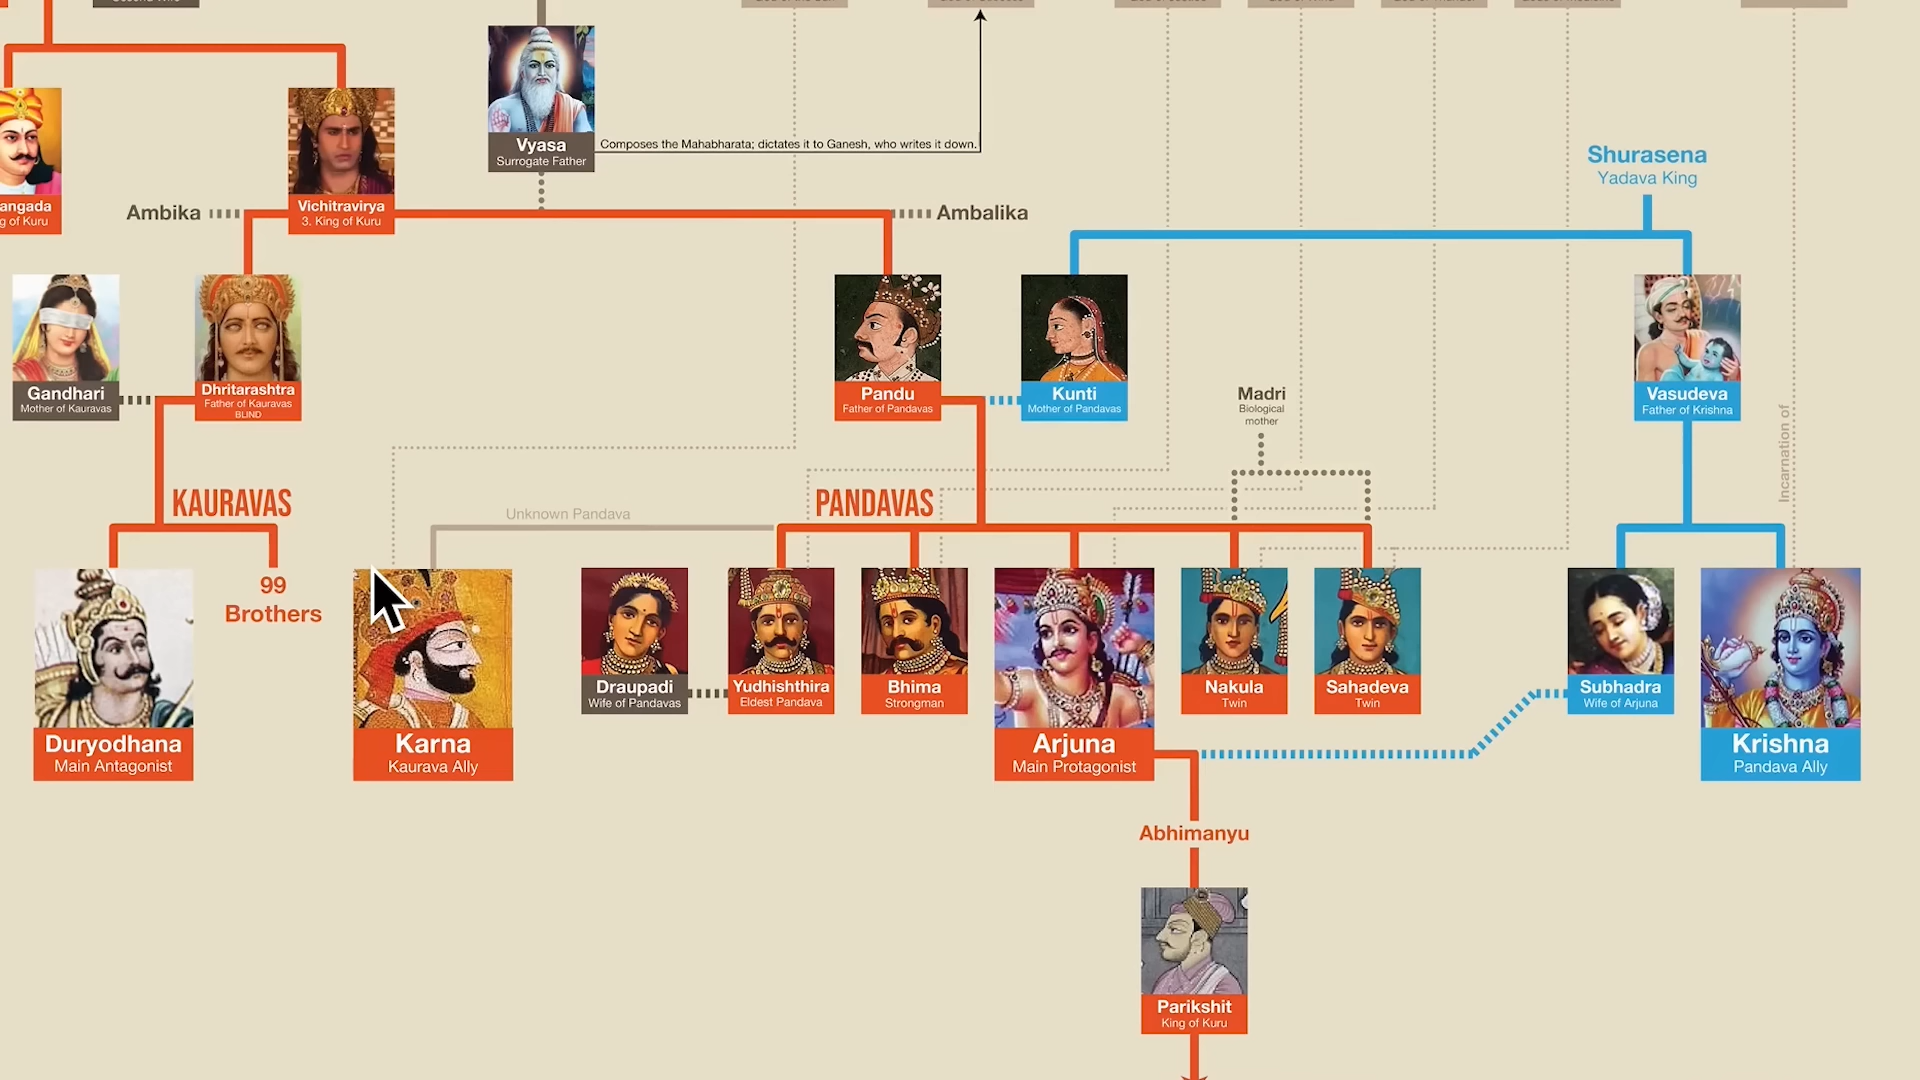 Vyasa
Surrogate Father
Composes the Mahabharata; dictates it to Ganesh, who writes it down.
Shurasena
Yadava King
angada
g of Kuru
Ambika
Vichitravirya
3. King of Kuru
Ambalika
Gandhari
Mother of Kauravas
Dhritarashtra
Father of Kauravas
BLIND
Pandu
Father of Pandavas
Kunti
Mother of Pandavas
Madri
Biological
mother
Vasudeva
Father of Krishna
Incarnation of
KAURAVAS
PANDAVAS
Unknown Pandava
99
Brothers
Draupadi
Wife of Pandavas
Yudhishthira
Eldest Pandava
Bhima
Strongman
Nakula
Twin
Sahadeva
Twin
Subhadra
Wife of Arjuna
Duryodhana
Main Antagonist
Karna
Kaurava Ally
Arjuna
Main Protagonist
Krishna
Pandava Ally
Abhimanyu
Parikshit
King of Kuru